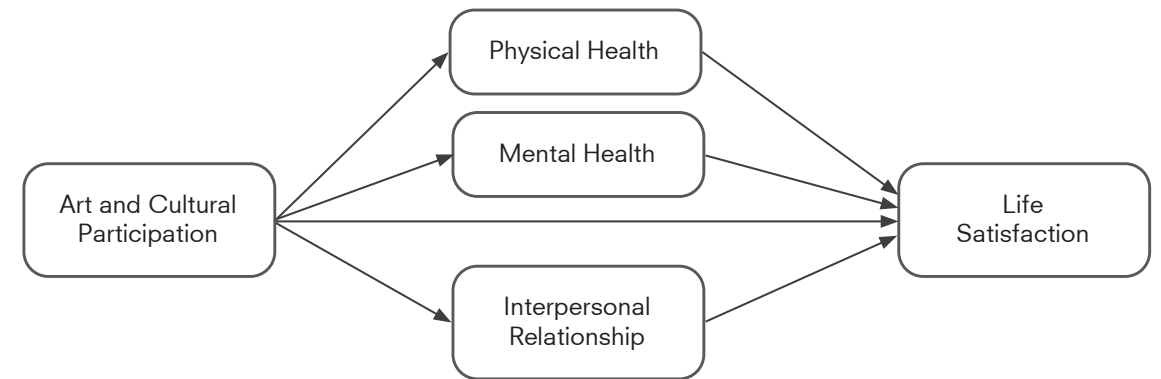 Physical Health
Mental Health
Art and Cultural
Participation
Life
Satisfaction
Interpersonal
Relationship